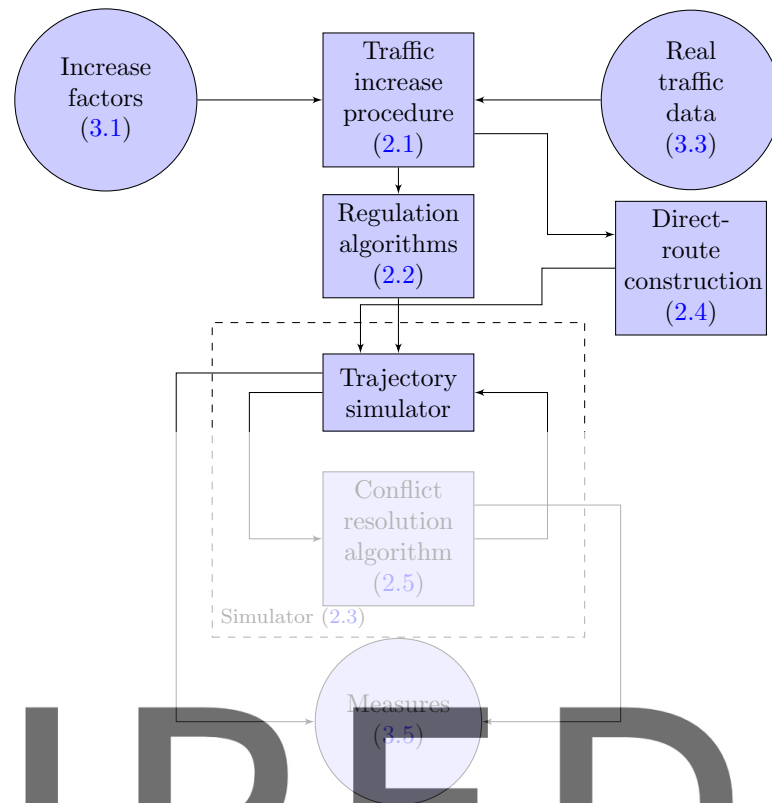 Increase
factors
(3.1)
Traffic
increase
procedure
(2.1)
Real
traffic
data
(3.3)
Regulation
algorithms
(2.2)
Direct-
route
construction
(2.4)
Trajectory
simulator
Conflict
resolution
algorithm
(2.5)
Simulator (2.3)
Measures
(3.5)